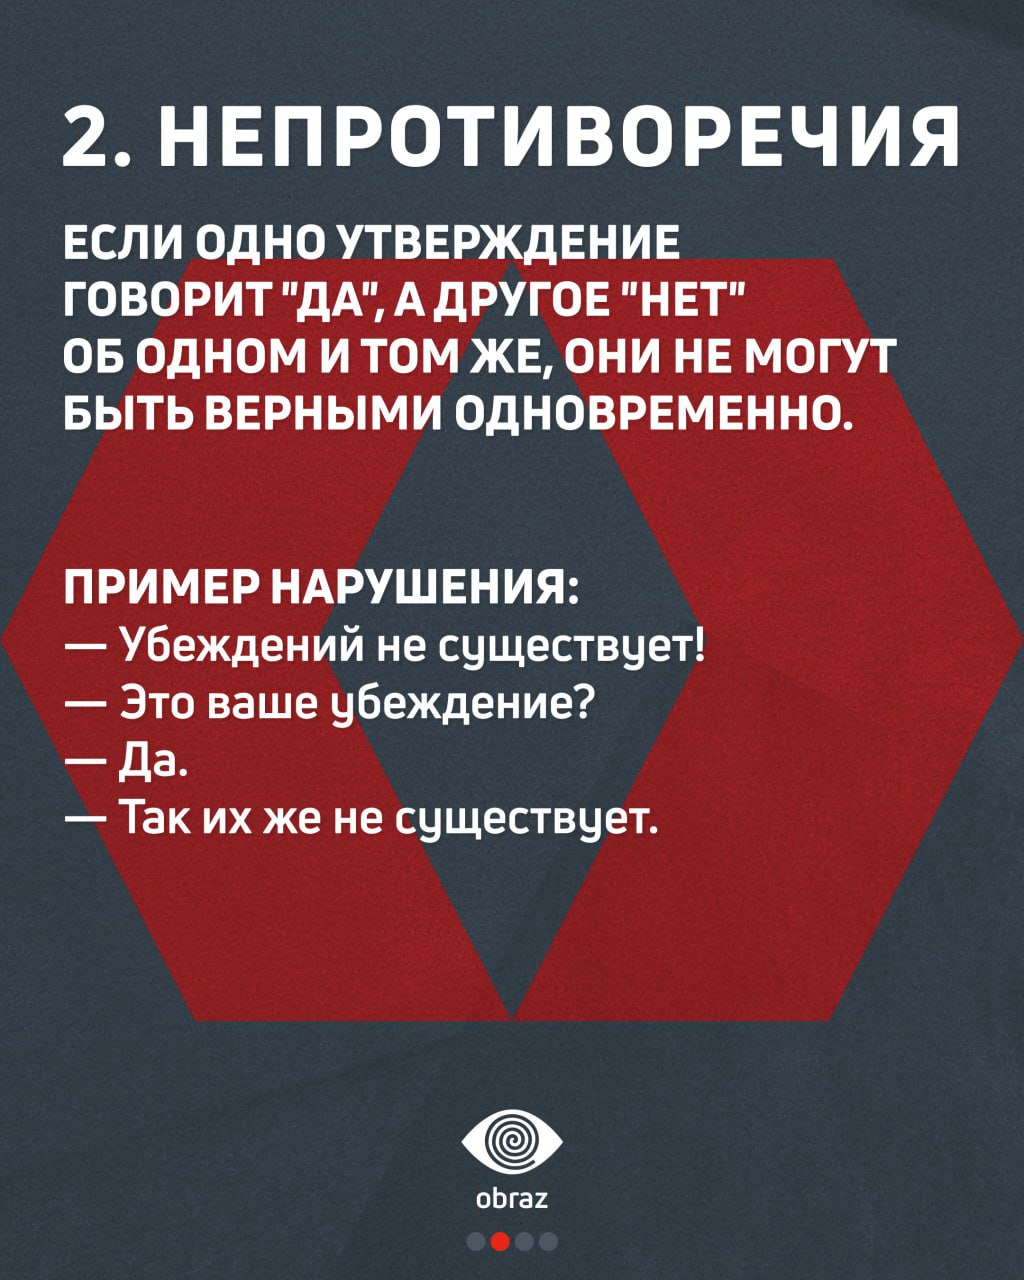 2. НЕПРОТИВОРЕЧИЯ
ЕСЛИ ОДНО УТВЕРЖДЕНИЕ
ГОВОРИТ "ДА", А ДРУГОЕ "НЕТ"
ОБ ОДНОМ И ТОМ ЖЕ, ОНИ НЕ МОГУТ
БЫТЬ ВЕРНЫМИ ОДНОВРЕМЕННО.
ПРИМЕР НАРУШЕНИЯ:
— Убеждений не существует!
— Это ваше убеждение?
— Да.
— Так их же не существует.
obraz